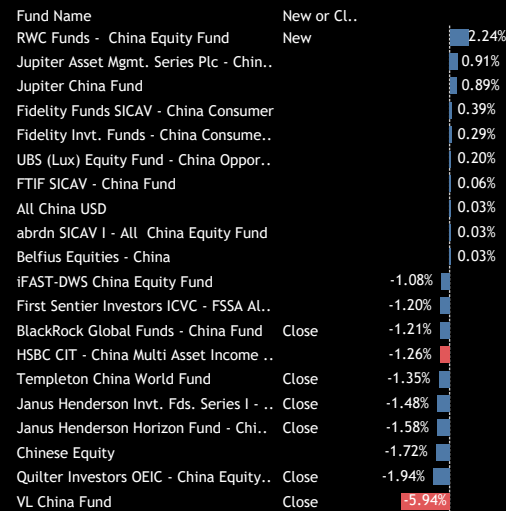 Fund Name New or Cl..
RWC Funds - China Equity Fund New 2.24%
Jupiter Asset Mgmt. Series Plc - Chin.. 0.91%
Jupiter China Fund 0.89%
Fidelity Funds SICAV - China Consumer 0.39%
Fidelity Invt. Funds - China Consume.. 0.29%
UBS (Lux) Equity Fund - China Oppor.. 0.20%
FTIF SICAV - China Fund 0.06%
All China USD 0.03%
abrdn SICAV I - All China Equity Fund 0.03%
Belfius Equities - China 0.03%
iFAST-DWS China Equity Fund -1.08%
First Sentier Investors ICVC - FSSA Al.. -1.20%
BlackRock Global Funds - China Fund Close -1.21%
HSBC CIT - China Multi Asset Income .. -1.26%
Templeton China World Fund Close -1.35%
Janus Henderson Invt. Fds. Series I - .. Close -1.48%
Janus Henderson Horizon Fund - Chi.. Close -1.58%
Chinese Equity -1.72%
Quilter Investors OEIC - China Equity.. Close -1.94%
VL China Fund Close -5.94%